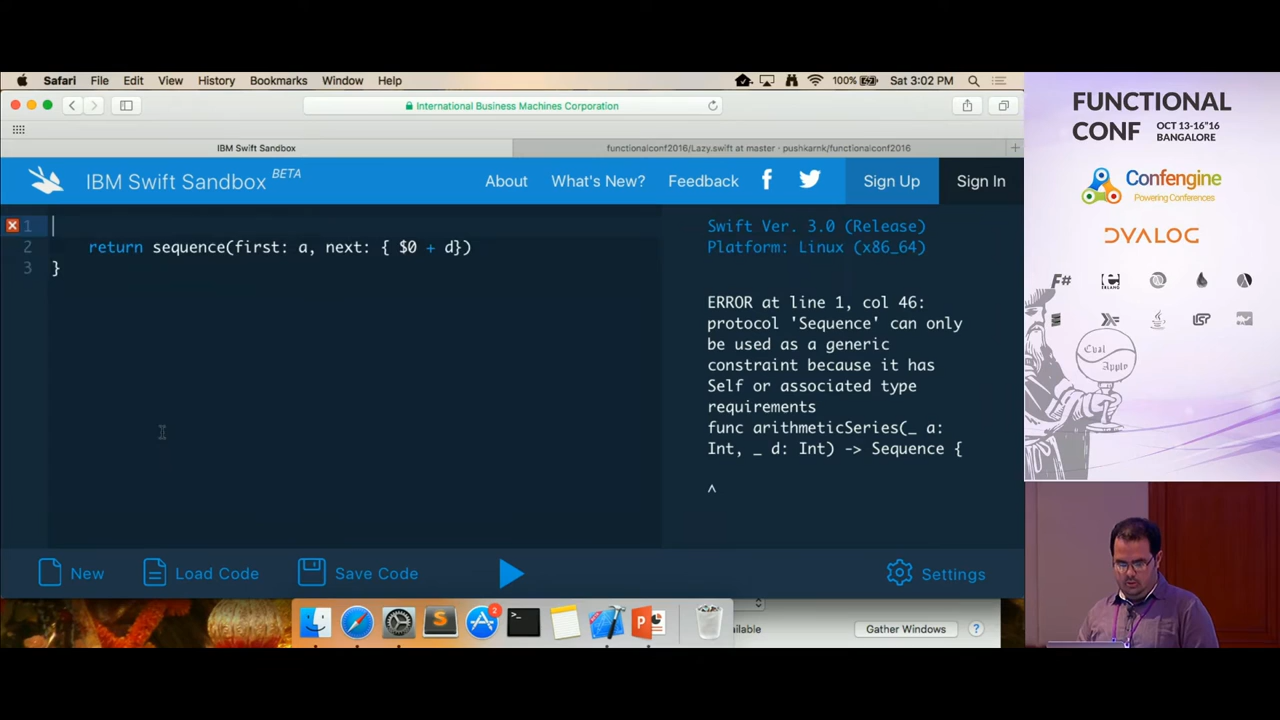 Safari File Edit View History Bookmarks Window Help
100% Sat 3:02 PM
International Business Machines Corporation
IBM Swift Sandbox
functionalconf2016/Lazy.swift at master · pushkarnk/functionalconf2016
IBM Swift Sandbox BETA
About What's New? Feedback Sign Up Sign In
1
2 return sequence(first: a, next: { $0 + d})
3 }
Swift Ver. 3.0 (Release)
Platform: Linux (x86_64)
ERROR at line 1, col 46:
protocol 'Sequence' can only
be used as a generic
constraint because it has
Self or associated type
requirements
func arithmeticSeries(_ a:
Int, _ d: Int) -> Sequence {
^
New Load Code Save Code Settings
2
Gather Windows ?
FUNCTIONAL
CONF
OCT 13-16"16
BANGALORE
Confengine
Powering Conferences
DYALOG
F#
ERLANG
LISP
Eval
Apply